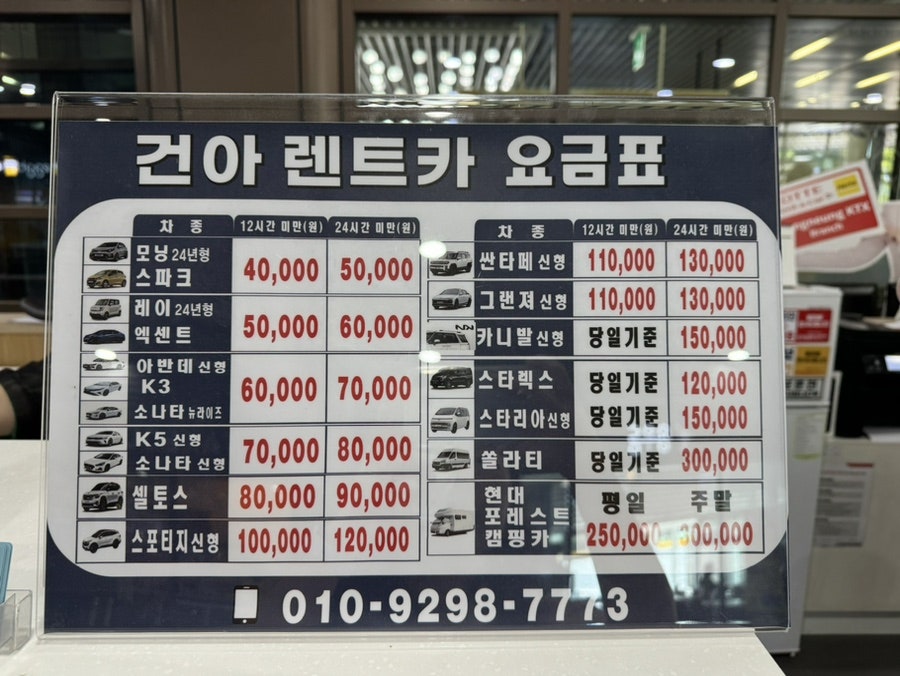 건아 렌트카 요금표
차 종 12시간 미만(원) 24시간 미만(원)
모닝 24년형
스파크
40,000 50,000
레이 24년형
엑센트
50,000 60,000
아반떼 신형
K3
소나타 뉴라이즈
60,000 70,000
K5 신형
소나타 신형
70,000 80,000
셀토스 80,000 90,000
스포티지신형 100,000 120,000
차 종 12시간 미만(원) 24시간 미만(원)
싼타페신형 110,000 130,000
그랜져신형 110,000 130,000
카니발신형 당일기준 150,000
스타렉스 당일기준 120,000
스타리아신형 당일기준 150,000
쏠라티 당일기준 300,000
현대
포레스트
캠핑카
평일 주말
250,000 300,000
010-9298-7773
LOTTE
Gangneung KTX
Branch